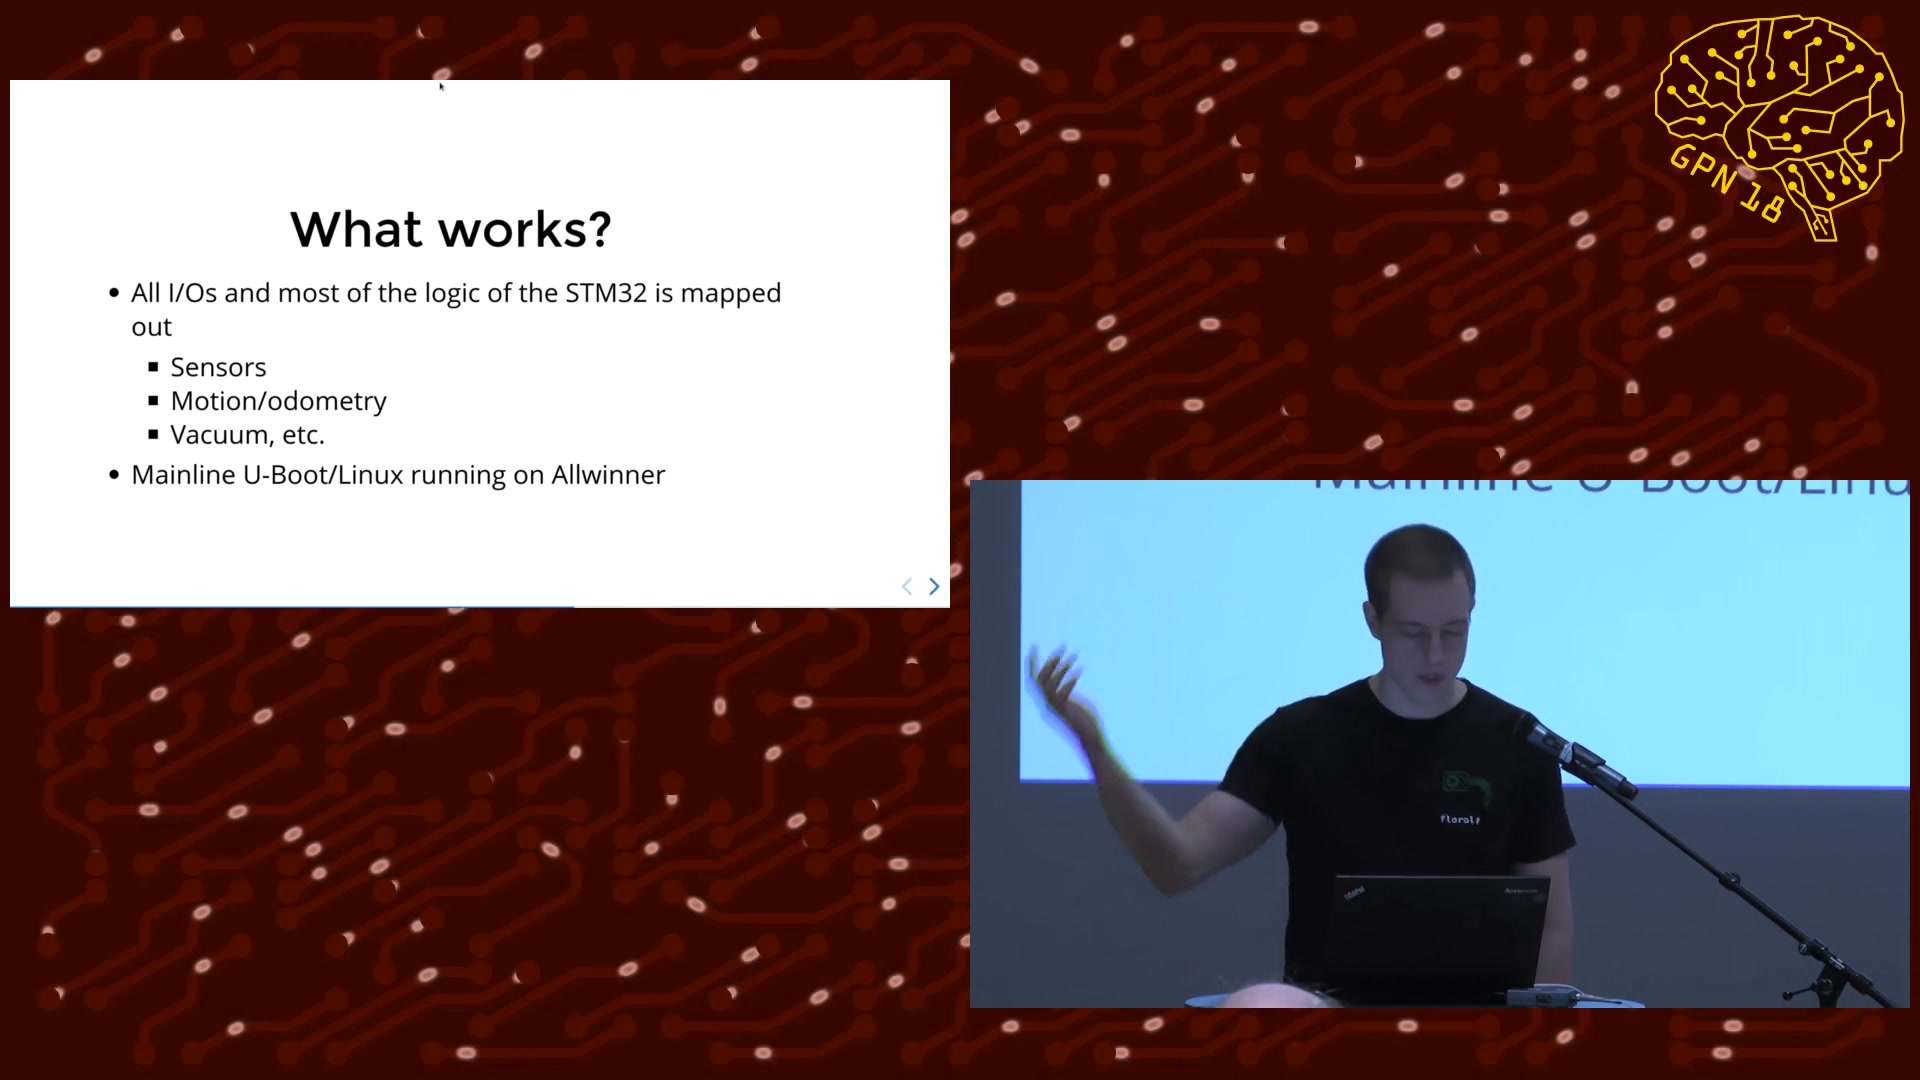 GPN 18
What works?
• All I/Os and most of the logic of the STM32 is mapped
out
▪ Sensors
▪ Motion/odometry
▪ Vacuum, etc.
• Mainline U-Boot/Linux running on Allwinner
Mainline U-Boot/Linu